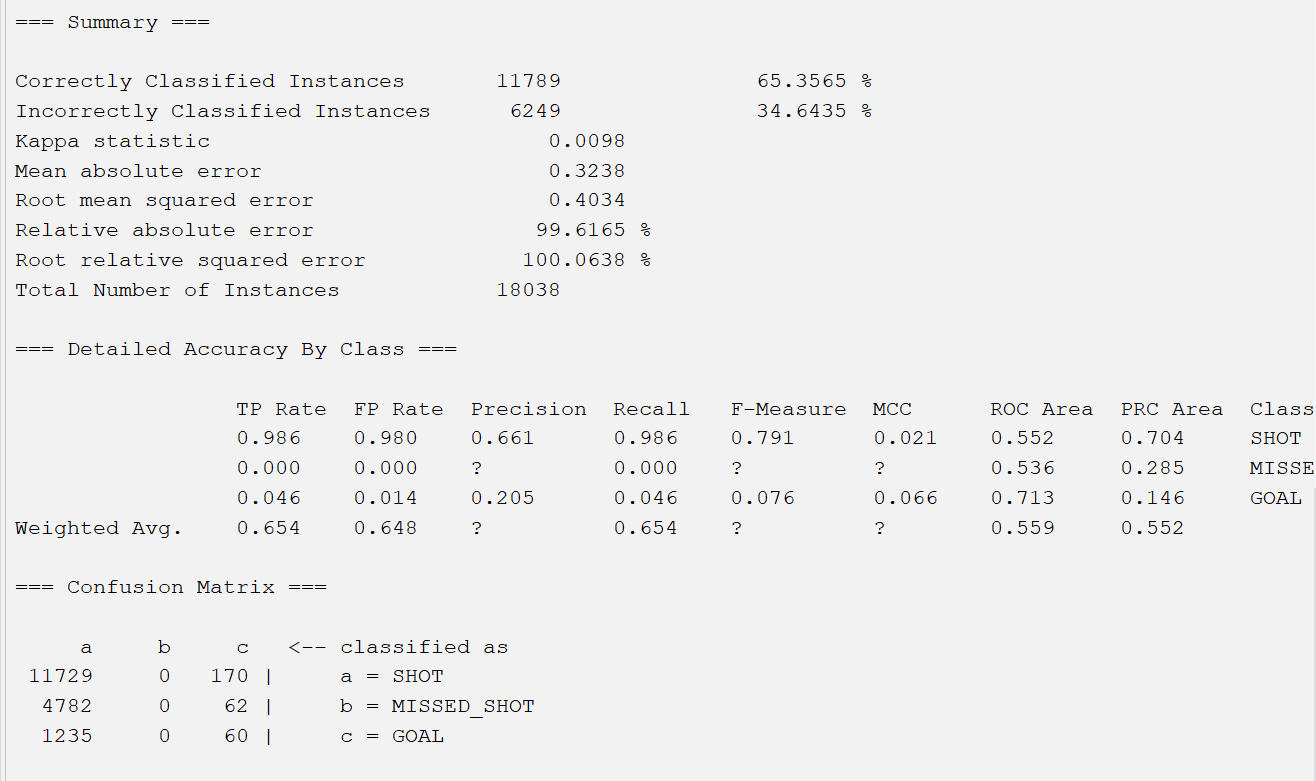 === Summary ===
Correctly Classified Instances 11789 65.3565 %
Incorrectly Classified Instances 6249 34.6435 %
Kappa statistic 0.0098
Mean absolute error 0.3238
Root mean squared error 0.4034
Relative absolute error 99.6165 %
Root relative squared error 100.0638 %
Total Number of Instances 18038
=== Detailed Accuracy By Class ===
TP Rate FP Rate Precision Recall F-Measure MCC ROC Area PRC Area Class
0.986 0.980 0.661 0.986 0.791 0.021 0.552 0.704 SHOT
0.000 0.000 ? 0.000 ? ? 0.536 0.285 MISSE
0.046 0.014 0.205 0.046 0.076 0.066 0.713 0.146 GOAL
Weighted Avg. 0.654 0.648 ? 0.654 ? ? 0.559 0.552
=== Confusion Matrix ===
a b c <-- classified as
11729 0 170 | a = SHOT
4782 0 62 | b = MISSED_SHOT
1235 0 60 | c = GOAL